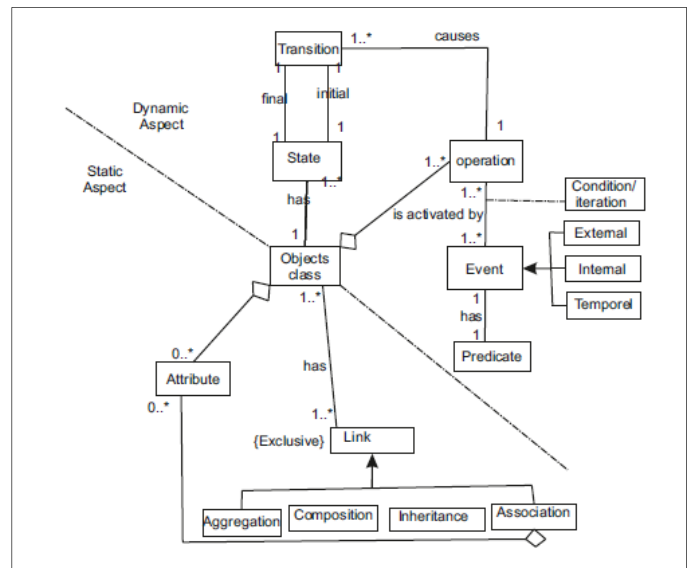 causes
1..*
Transition
1
1
final
initial
Dynamic
Aspect
1
1
1
State
1..*
operation
Static
Aspect
1..*
has
1..*
Condition/
iteration
is activated by
1
1..*
External
Objects
class
Event
Internal
1..*
1
Temporel
has
1
0..*
Predicate
Attribute
has
0..*
1..*
{Exclusive}
Link
Aggregation
Composition
Inheritance
Association